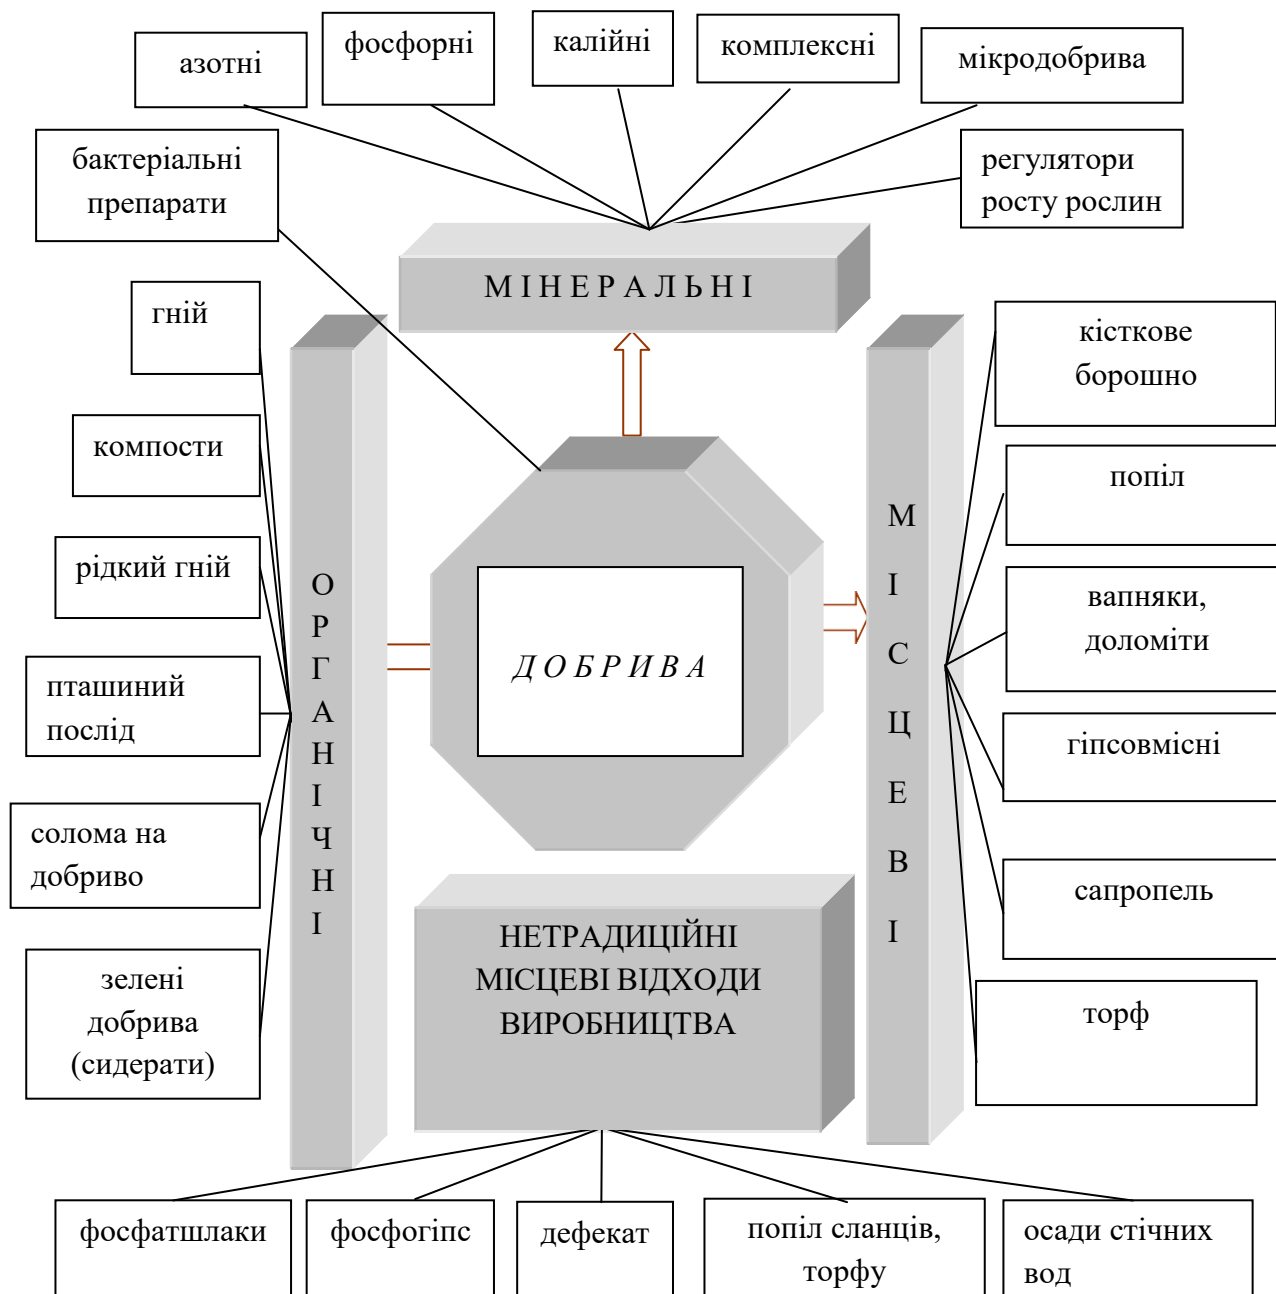 азотні
фосфорні
калійні
комплексні
мікродобрива
бактеріальні
препарати
регулятори
росту рослин
М І Н Е Р А Л Ь Н І
гній
компости
рідкий гній
пташиний
послід
солома на
добриво
зелені
добрива
(сидерати)
О
Р
Г
А
Н
І
Ч
Н
І
Д О Б Р И В А
М
І
С
Ц
Е
В
І
кісткове
борошно
попіл
вапняки,
доломіти
гіпсовмісні
сапропель
торф
НЕТРАДИЦІЙНІ
МІСЦЕВІ ВІДХОДИ
ВИРОБНИЦТВА
фосфатшлаки
фосфогіпс
дефекат
попіл сланців,
торфу
осади стічних
вод